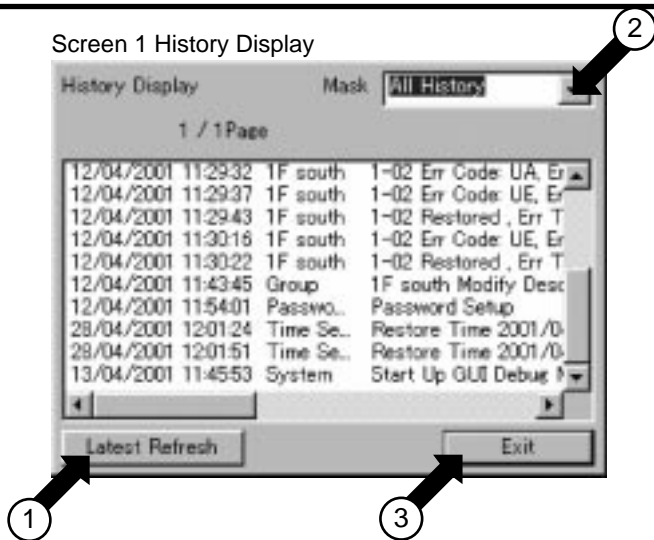 2
Screen 1 History Display
History Display Mask All History
1 / 1Page
12/04/2001 11:29:32 1F south 1-02 Err Code: UA, Er
12/04/2001 11:29:37 1F south 1-02 Err Code: UE, Er
12/04/2001 11:29:43 1F south 1-02 Restored , Err T
12/04/2001 11:30:16 1F south 1-02 Err Code: UE, Er
12/04/2001 11:30:22 1F south 1-02 Restored , Err T
12/04/2001 11:43:45 Group 1F south Modify Desc
12/04/2001 11:54:01 Passwo... Password Setup
28/04/2001 12:01:24 Time Se... Restore Time 2001/0
28/04/2001 12:01:51 Time Se... Restore Time 2001/0
13/04/2001 11:45:53 System Start Up GUI Debug
Latest Refresh Exit
1 3